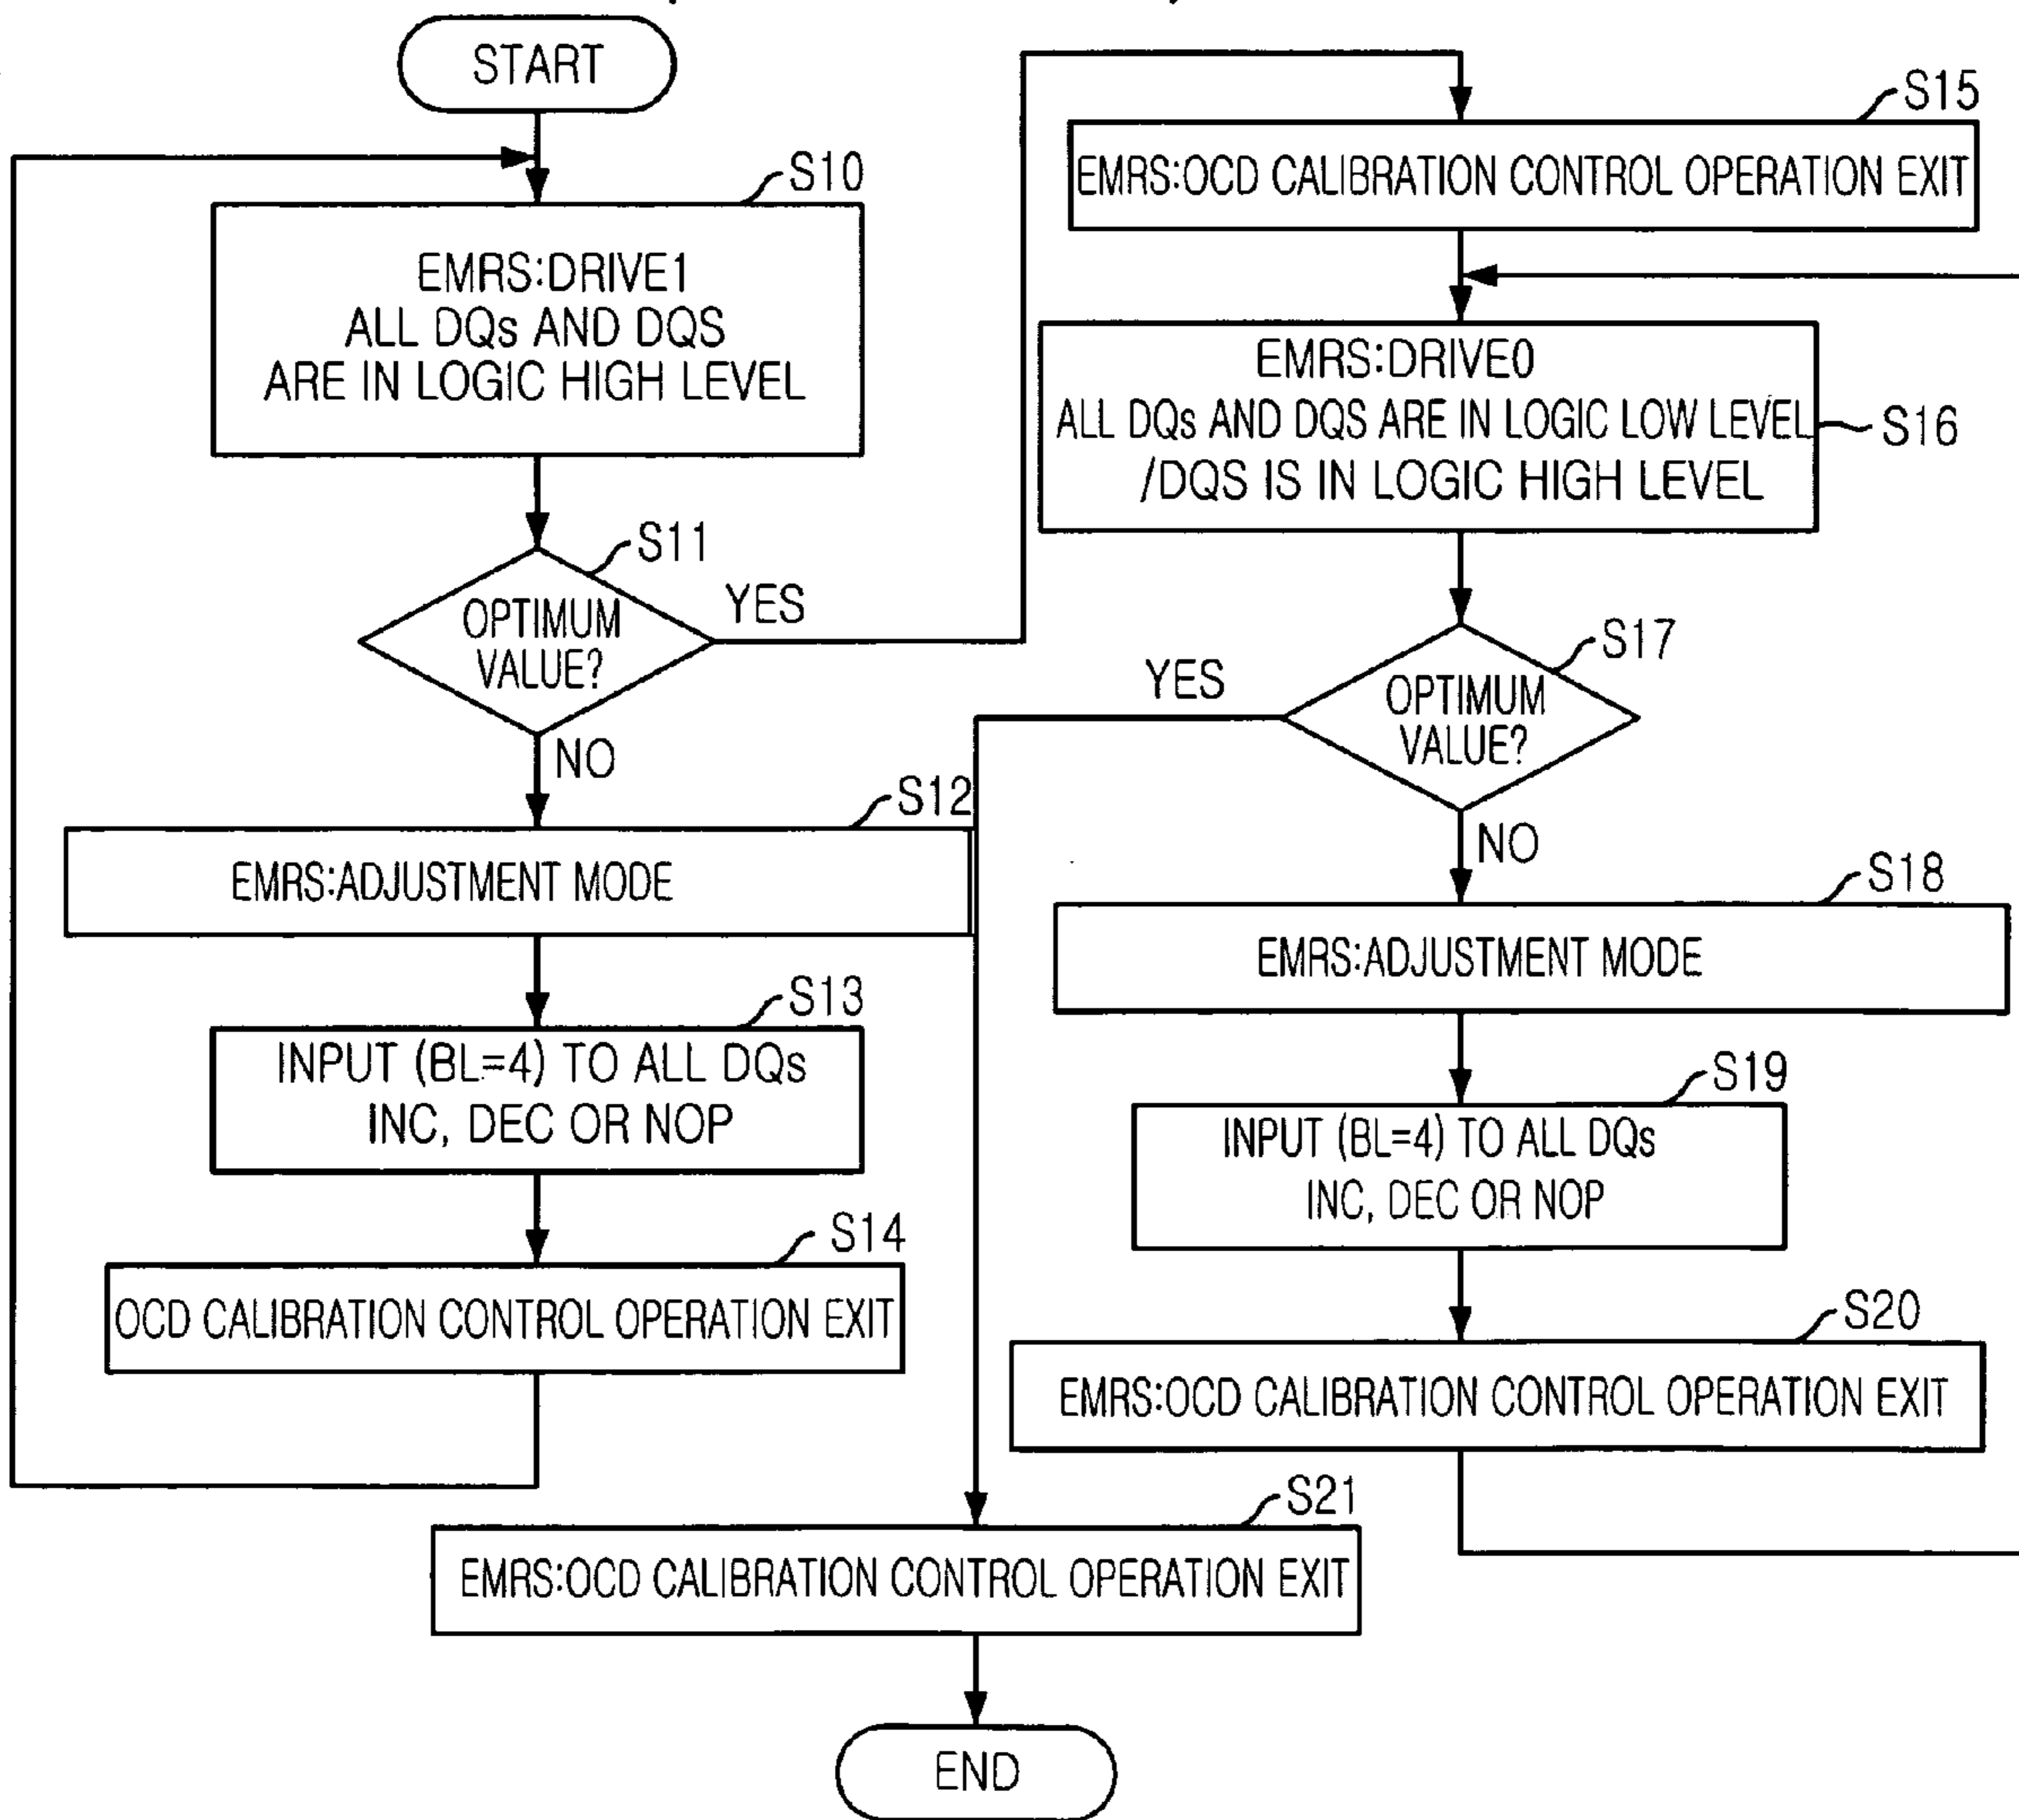 START
S10
EMRS:DRIVE1
ALL DQs AND DQS
ARE IN LOGIC HIGH LEVEL
S11
OPTIMUM
VALUE?
YES
NO
S12
EMRS:ADJUSTMENT MODE
S13
INPUT (BL=4) TO ALL DQs
INC, DEC OR NOP
S14
OCD CALIBRATION CONTROL OPERATION EXIT
S15
EMRS:OCD CALIBRATION CONTROL OPERATION EXIT
EMRS:DRIVE0
ALL DQs AND DQS ARE IN LOGIC LOW LEVEL
/DQS IS IN LOGIC HIGH LEVEL
S16
S17
OPTIMUM
VALUE?
YES
NO
S18
EMRS:ADJUSTMENT MODE
S19
INPUT (BL=4) TO ALL DQs
INC, DEC OR NOP
S20
EMRS:OCD CALIBRATION CONTROL OPERATION EXIT
S21
EMRS:OCD CALIBRATION CONTROL OPERATION EXIT
END